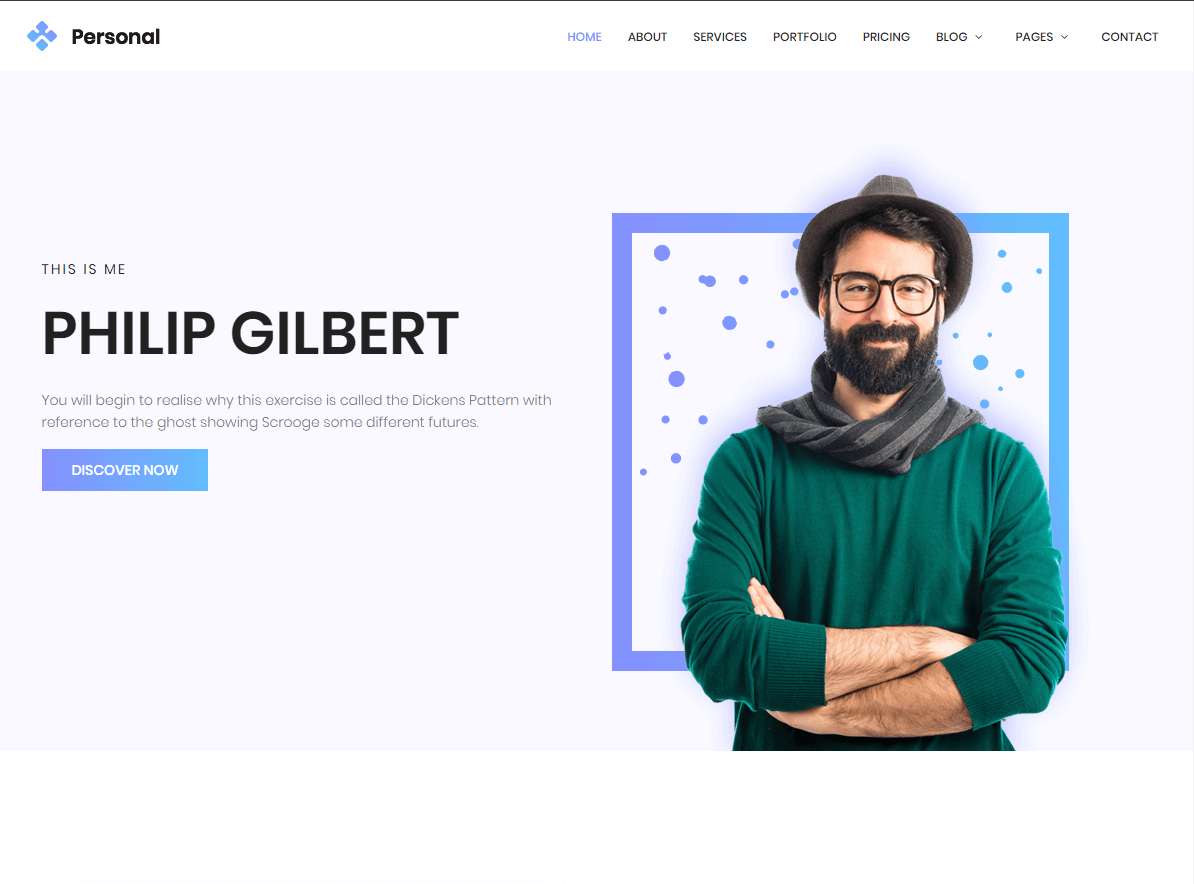 Personal
HOME ABOUT SERVICES PORTFOLIO PRICING BLOG PAGES CONTACT
THIS IS ME
PHILIP GILBERT
You will begin to realise why this exercise is called the Dickens Pattern with
reference to the ghost showing Scrooge some different futures.
DISCOVER NOW